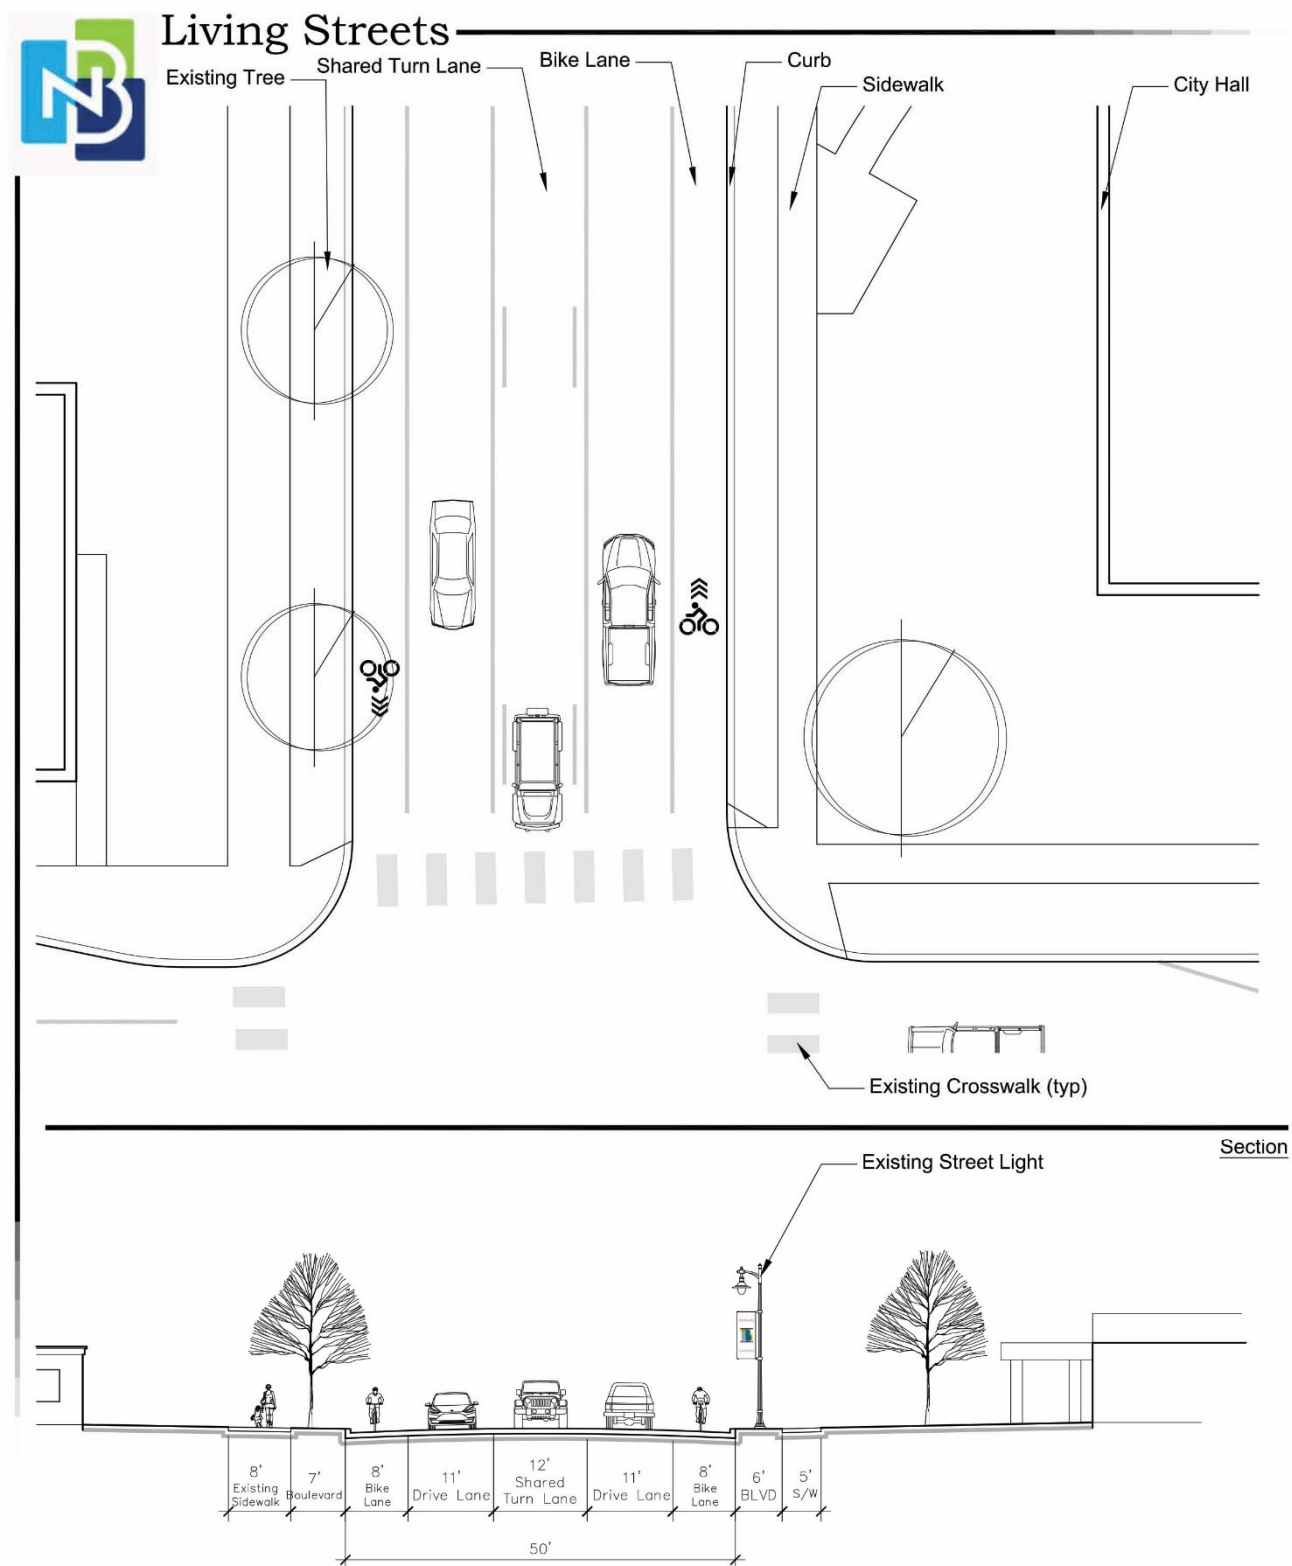 Living Streets
Existing Tree
Shared Turn Lane
Bike Lane
Curb
Sidewalk
City Hall
NB
Existing Crosswalk (typ)
Section
Existing Street Light
8'
Existing
Sidewalk
7'
Boulevard
8'
Bike
Lane
11'
Drive Lane
12'
Shared
Turn Lane
11'
Drive Lane
8'
Bike
Lane
6'
BLVD
5'
S/W
50'